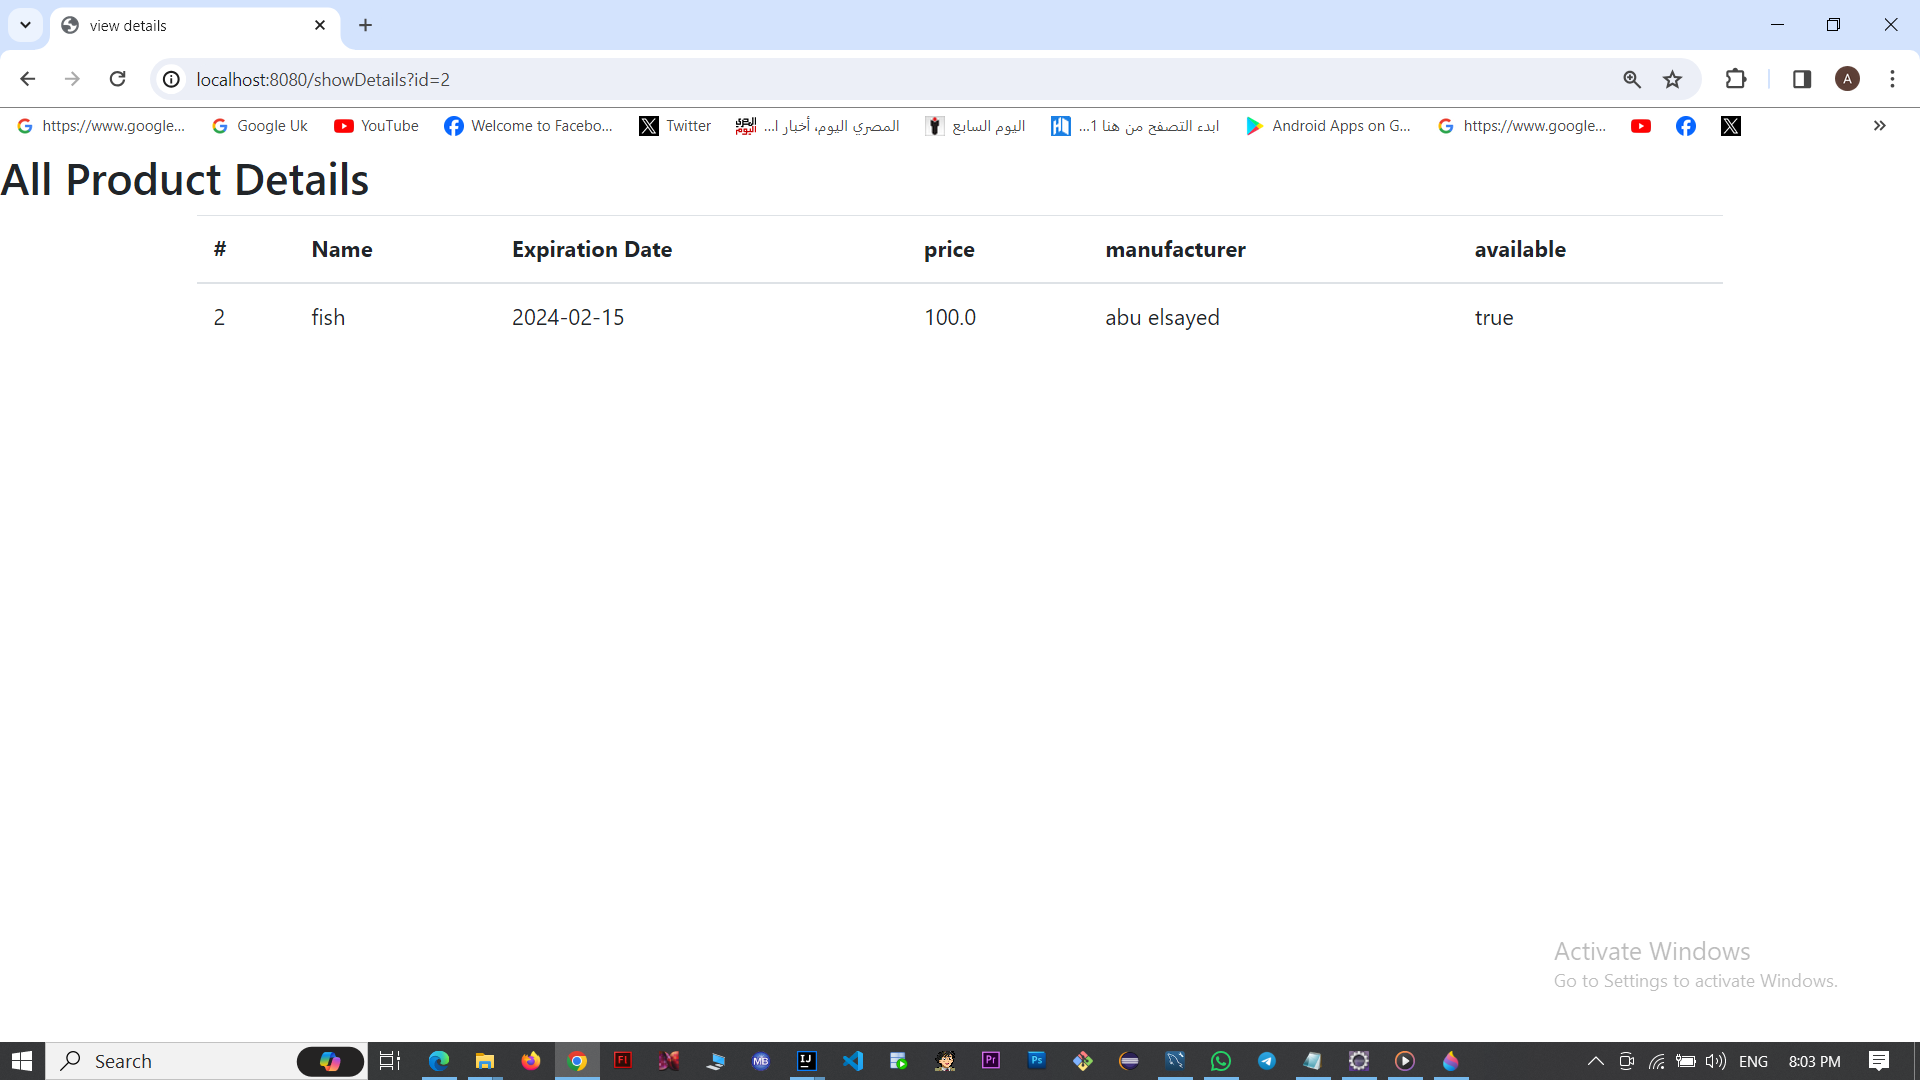 view details
localhost:8080/showDetails?id=2
A
https://www.google...
Google Uk
YouTube
Welcome to Facebo...
Twitter
المصري اليوم، أخبار ا...
اليوم السابع
ابدء التصفح من هنا 1...
Android Apps on G...
https://www.google...
All Product Details
# Name Expiration Date price manufacturer available
2 fish 2024-02-15 100.0 abu elsayed true
Activate Windows
Go to Settings to activate Windows.
Search
ENG
8:03 PM